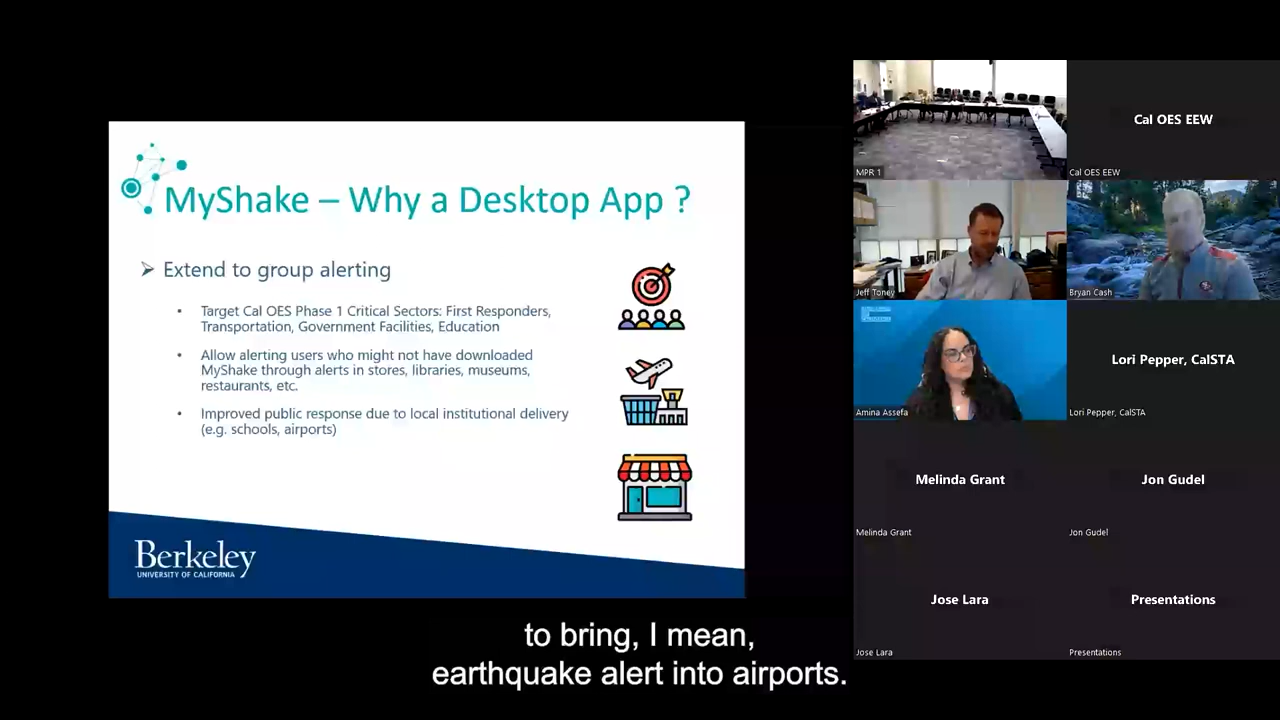 MyShake – Why a Desktop App ?
➢ Extend to group alerting
• Target Cal OES Phase 1 Critical Sectors: First Responders,
Transportation, Government Facilities, Education
• Allow alerting users who might not have downloaded
MyShake through alerts in stores, libraries, museums,
restaurants, etc.
• Improved public response due to local institutional delivery
(e.g. schools, airports)
Berkeley
UNIVERSITY OF CALIFORNIA
to bring, I mean,
earthquake alert into airports.
MPR 1
Cal OES EEW
Cal OES EEW
Jeff Toney
Bryan Cash
Amina Assefa
Lori Pepper, CalSTA
Lori Pepper, CalSTA
Melinda Grant
Melinda Grant
Jon Gudel
Jon Gudel
Jose Lara
Jose Lara
Presentations
Presentations